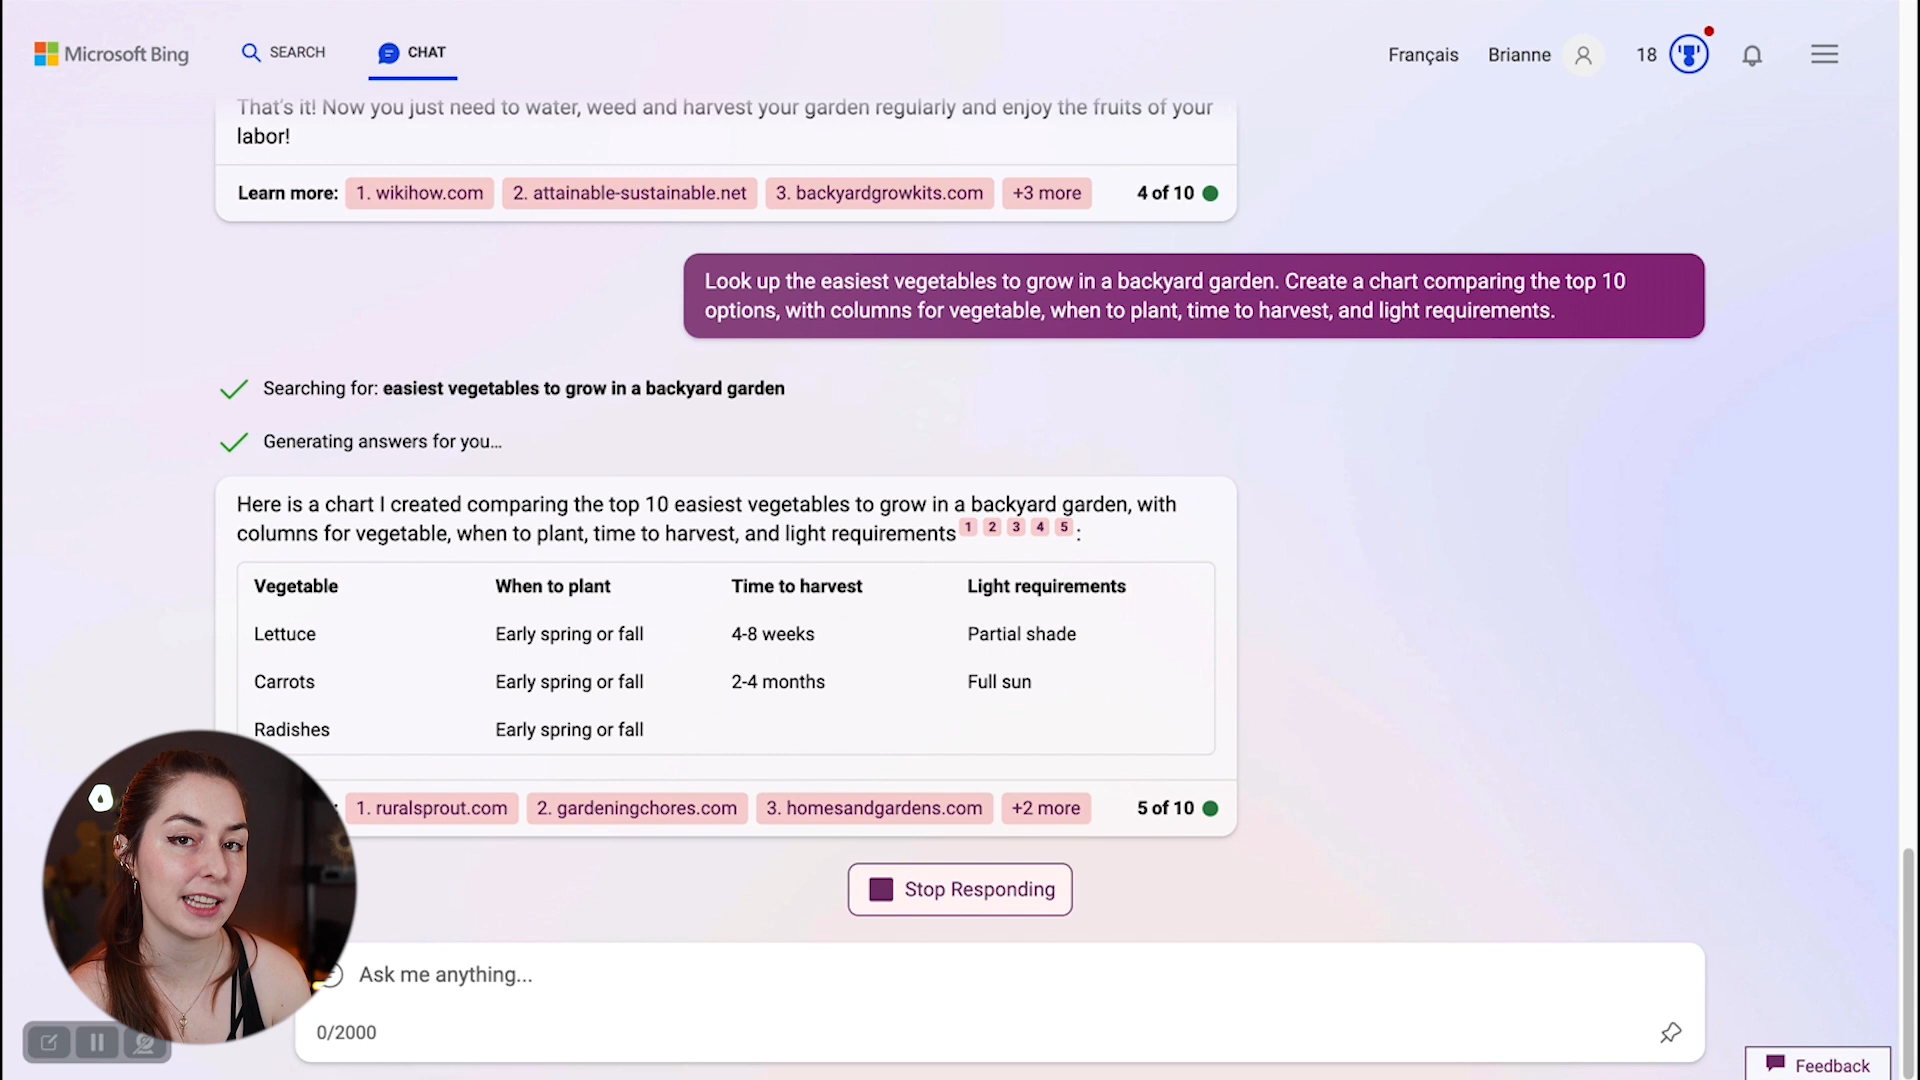 Microsoft Bing
SEARCH
CHAT
Français
Brianne
18
That's it! Now you just need to water, weed and harvest your garden regularly and enjoy the fruits of your
labor!
Learn more: 1. wikihow.com 2. attainable-sustainable.net 3. backyardgrowkits.com +3 more 4 of 10
Look up the easiest vegetables to grow in a backyard garden. Create a chart comparing the top 10
options, with columns for vegetable, when to plant, time to harvest, and light requirements.
Searching for: easiest vegetables to grow in a backyard garden
Generating answers for you...
Here is a chart I created comparing the top 10 easiest vegetables to grow in a backyard garden, with
columns for vegetable, when to plant, time to harvest, and light requirements 1 2 3 4 5 :
Vegetable When to plant Time to harvest Light requirements
Lettuce Early spring or fall 4-8 weeks Partial shade
Carrots Early spring or fall 2-4 months Full sun
Radishes Early spring or fall
: 1. ruralsprout.com 2. gardeningchores.com 3. homesandgardens.com +2 more 5 of 10
Stop Responding
Ask me anything...
0/2000
Feedback